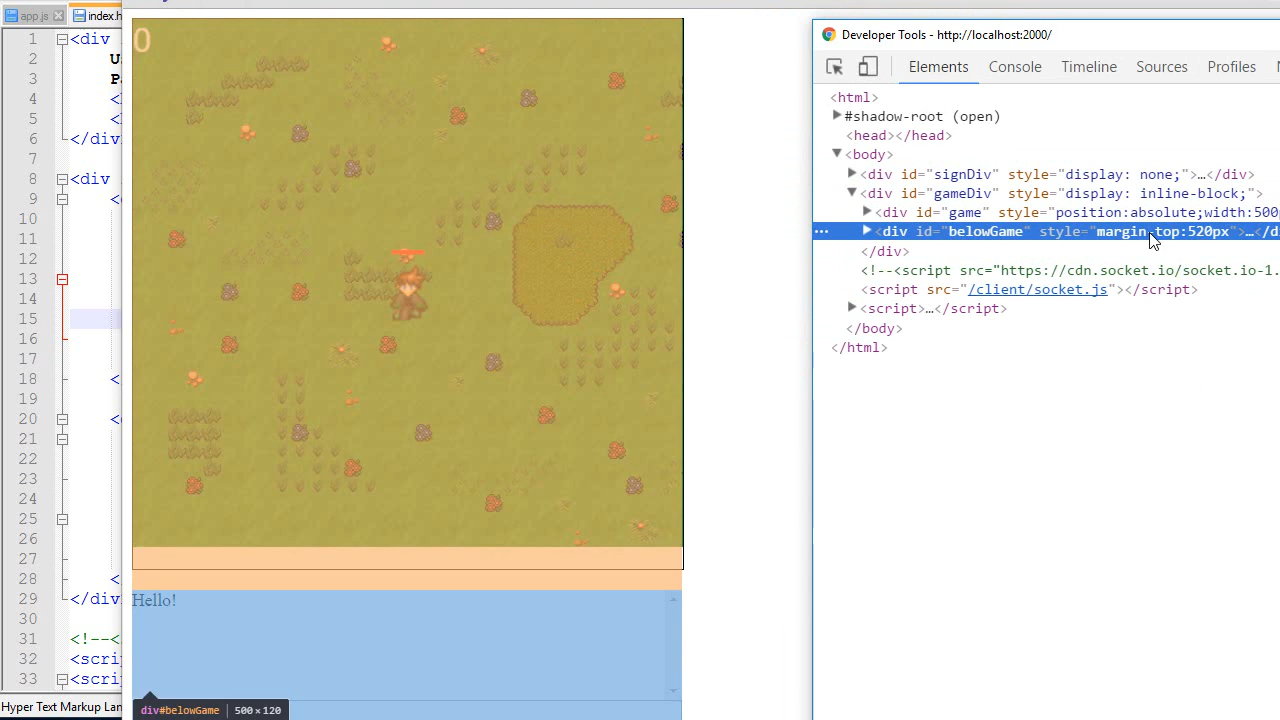 app.js
index.h
1 <div
2 U
3 Pa
4 <
5 <
6 </di
7
8 <div
9 <
10
11
12
13
14
15
16
17
18 <
19
20 <
21
22
23
24
25
26
27
28 <
29 </div
30
31 <!--<
32 <scri
33 <scri
Hyper Text Markup Lan
0
Hello!
div#belowGame 500×120
Developer Tools - http://localhost:2000/
Elements Console Timeline Sources Profiles
<html>
#shadow-root (open)
<head></head>
<body>
<div id="signDiv" style="display: none;">…</div>
<div id="gameDiv" style="display: inline-block;">
<div id="game" style="position:absolute;width:500
<div id="belowGame" style="margin-top:520px">…</di
</div>
<!--<script src="https://cdn.socket.io/socket.io-1.
<script src="/client/socket.js"></script>
<script>…</script>
</body>
</html>